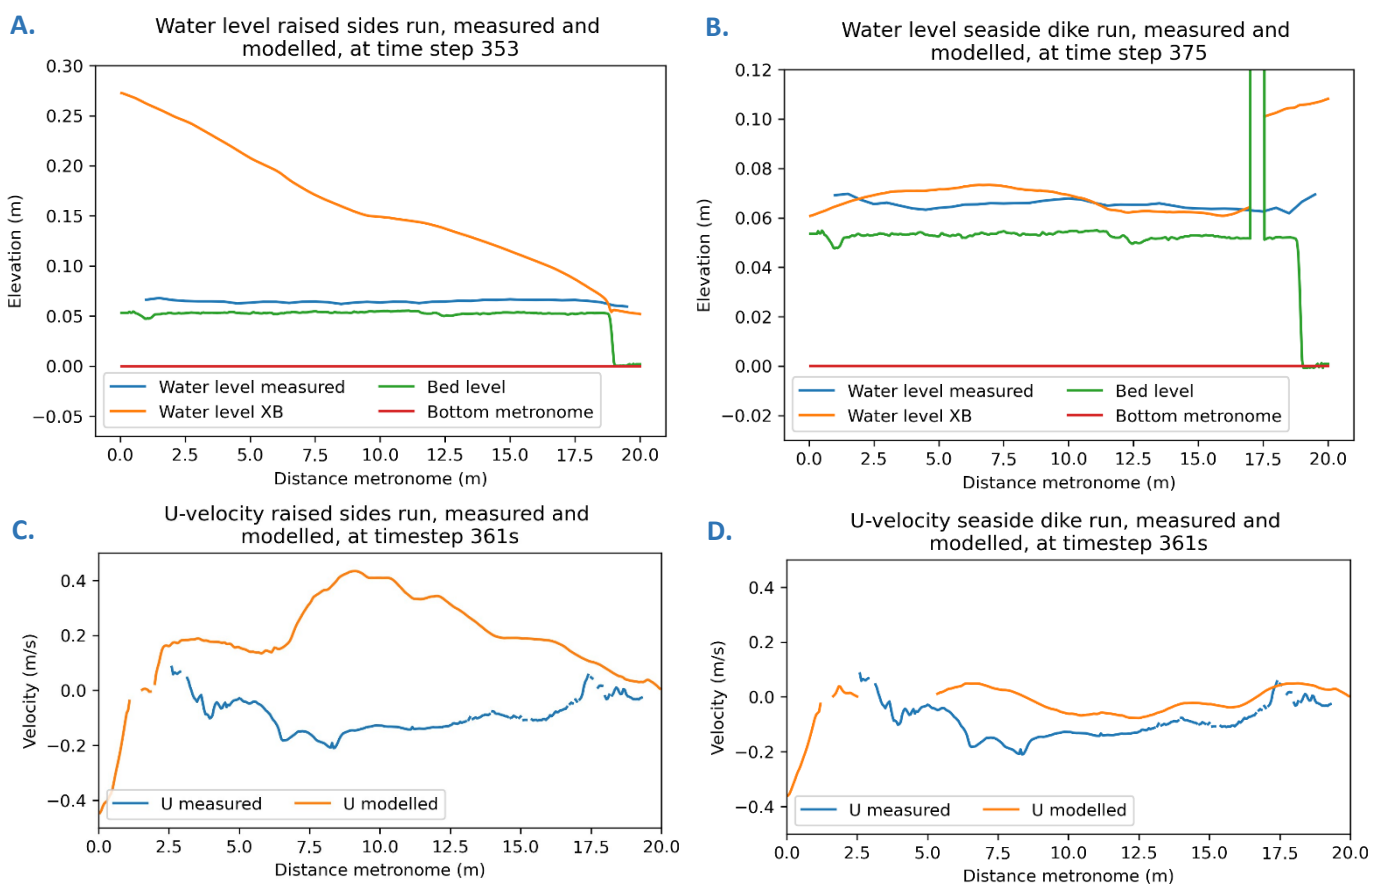 A.
Water level raised sides run, measured and
modelled, at time step 353
Elevation (m)
0.30
0.25
0.20
0.15
0.10
0.05
0.00
−0.05
Water level measured
Bed level
Water level XB
Bottom metronome
0.0 2.5 5.0 7.5 10.0 12.5 15.0 17.5 20.0
Distance metronome (m)
B.
Water level seaside dike run, measured and
modelled, at time step 375
Elevation (m)
0.12
0.10
0.08
0.06
0.04
0.02
0.00
−0.02
Water level measured
Bed level
Water level XB
Bottom metronome
0.0 2.5 5.0 7.5 10.0 12.5 15.0 17.5 20.0
Distance metronome (m)
C.
U-velocity raised sides run, measured and
modelled, at timestep 361s
Velocity (m/s)
0.4
0.2
0.0
−0.2
−0.4
U measured
U modelled
0.0 2.5 5.0 7.5 10.0 12.5 15.0 17.5 20.0
Distance metronome (m)
D.
U-velocity seaside dike run, measured and
modelled, at timestep 361s
Velocity (m/s)
0.4
0.2
0.0
−0.2
−0.4
U measured
U modelled
0.0 2.5 5.0 7.5 10.0 12.5 15.0 17.5 20.0
Distance metronome (m)